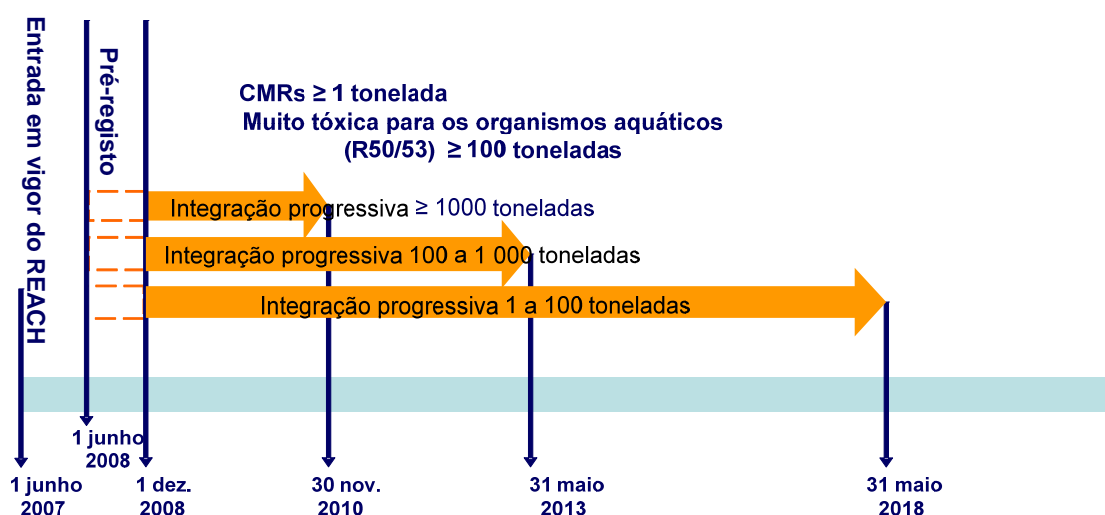 Entrada em vigor do REACH
Pré-registo
CMRs ≥ 1 tonelada
Muito tóxica para os organismos aquáticos
(R50/53) ≥ 100 toneladas
Integração progressiva ≥ 1000 toneladas
Integração progressiva 100 a 1 000 toneladas
Integração progressiva 1 a 100 toneladas
1 junho
2008
1 junho
2007
1 dez.
2008
30 nov.
2010
31 maio
2013
31 maio
2018